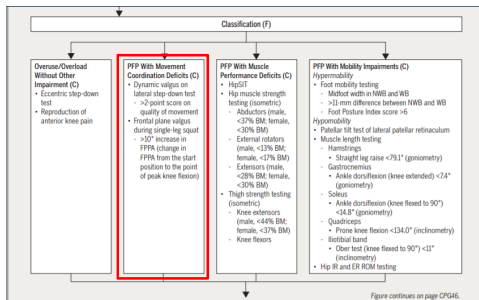 Classification (F)
Overuse/Overload
Without Other
Impairment (C)
• Eccentric step-down
test
• Reproduction of
anterior knee pain
PFP With Movement
Coordination Deficits (C)
• Dynamic valgus on
lateral step-down test
- >2-point score on
quality of movement
• Frontal plane valgus
during single-leg squat
- >10° increase in
FPPA (change in
FPPA from the start
position to the point
of peak knee flexion)
PFP With Muscle
Performance Deficits (C)
• HipSIT
• Hip muscle strength
testing (isometric)
- Abductors (male,
<37% BM; female,
<30% BM)
- External rotators
(male, <13% BM;
female, <17% BM)
- Extensors (male,
<28% BM; female,
<30% BM)
• Thigh strength testing
(isometric)
- Knee extensors
(male, <44% BM;
female, <37% BM)
- Knee flexors
PFP With Mobility Impairments (C)
Hypermobility
• Foot mobility testing
- Midfoot width in NWB and WB
- >11-mm difference between NWB and WB
- Foot Posture Index score >6
Hypomobility
• Patellar tilt test of lateral patellar retinaculum
• Muscle length testing
- Hamstrings
• Straight leg raise <79.1° (goniometry)
- Gastrocnemius
• Ankle dorsiflexion (knee extended) <7.4°
(goniometry)
- Soleus
• Ankle dorsiflexion (knee flexed to 90°)
<14.8° (goniometry)
- Quadriceps
• Prone knee flexion <134.0° (inclinometry)
- Iliotibial band
• Ober test (knee flexed to 90°) <11°
(inclinometry)
• Hip IR and ER ROM testing
Figure continues on page CPG46.